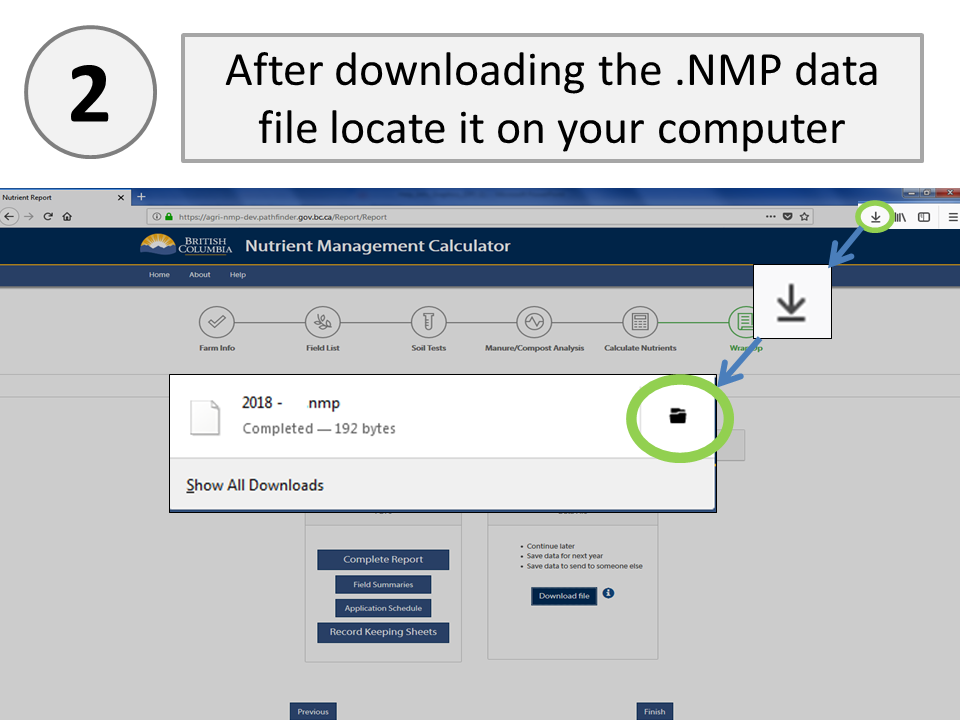 2
After downloading the .NMP data
file locate it on your computer
Nutrient Report
https://agri-nmp-dev.pathfinder.gov.bc.ca/Report/Report
BRITISH
COLUMBIA
Nutrient Management Calculator
Home About Help
Farm Info Field List Soil Tests Manure/Compost Analysis Calculate Nutrients
2018 - .nmp
Completed — 192 bytes
Show All Downloads
• Continue later
• Save data for next year
• Save data to send to someone else
Complete Report
Field Summaries
Application Schedule
Record Keeping Sheets
Download file
Previous Finish